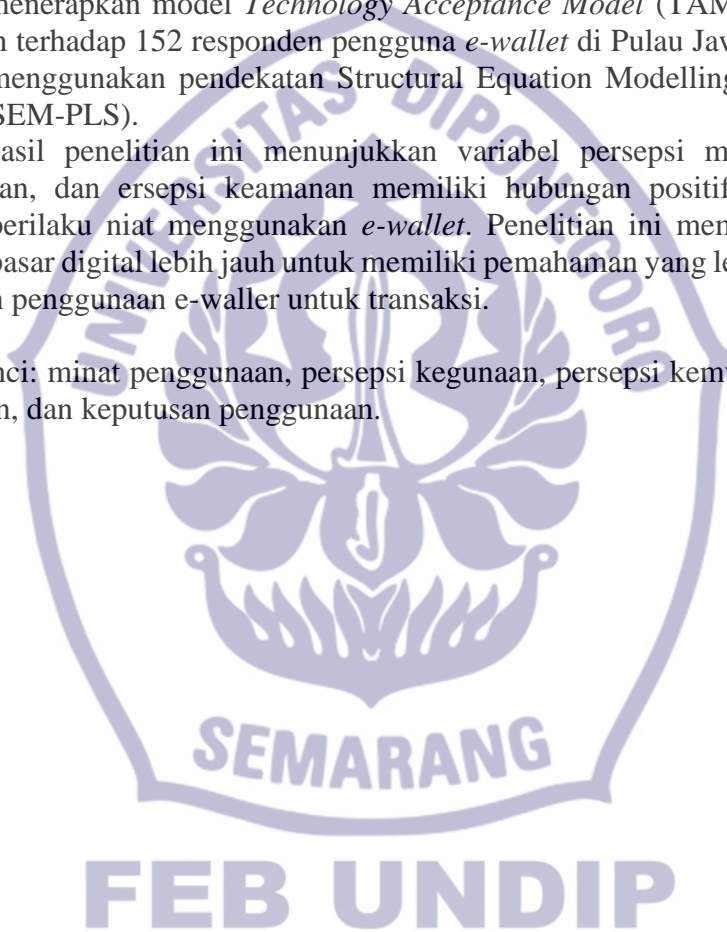 menerapkan model Technology Acceptance Model (TAM
terhadap 152 responden pengguna e-wallet di Pulau Jav
menggunakan pendekatan Structural Equation Modelling
SEM-PLS).
asil penelitian ini menunjukkan variabel persepsi m
an, dan ersepsi keamanan memiliki hubungan positif
perilaku niat menggunakan e-wallet. Penelitian ini men
pasar digital lebih jauh untuk memiliki pemahaman yang le
n penggunaan e-waller untuk transaksi.
nci: minat penggunaan, persepsi kegunaan, persepsi kem
n, dan keputusan penggunaan.
UNIVERSITAS DIPONEGORO
SEMARANG
FEB UNDIP